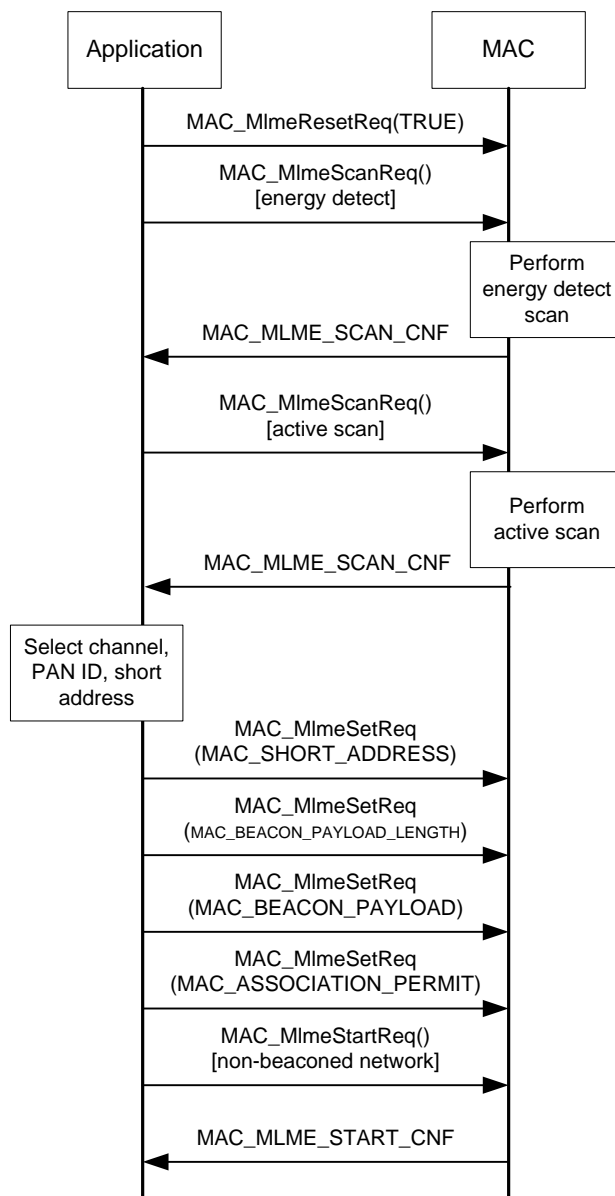 Application
MAC
MAC_MlmeResetReq(TRUE)
MAC_MlmeScanReq()
[energy detect]
Perform
energy detect
scan
MAC_MLME_SCAN_CNF
MAC_MlmeScanReq()
[active scan]
Perform
active scan
MAC_MLME_SCAN_CNF
Select channel,
PAN ID, short
address
MAC_MlmeSetReq
(MAC_SHORT_ADDRESS)
MAC_MlmeSetReq
(MAC_BEACON_PAYLOAD_LENGTH)
MAC_MlmeSetReq
(MAC_BEACON_PAYLOAD)
MAC_MlmeSetReq
(MAC_ASSOCIATION_PERMIT)
MAC_MlmeStartReq()
[non-beaconed network]
MAC_MLME_START_CNF